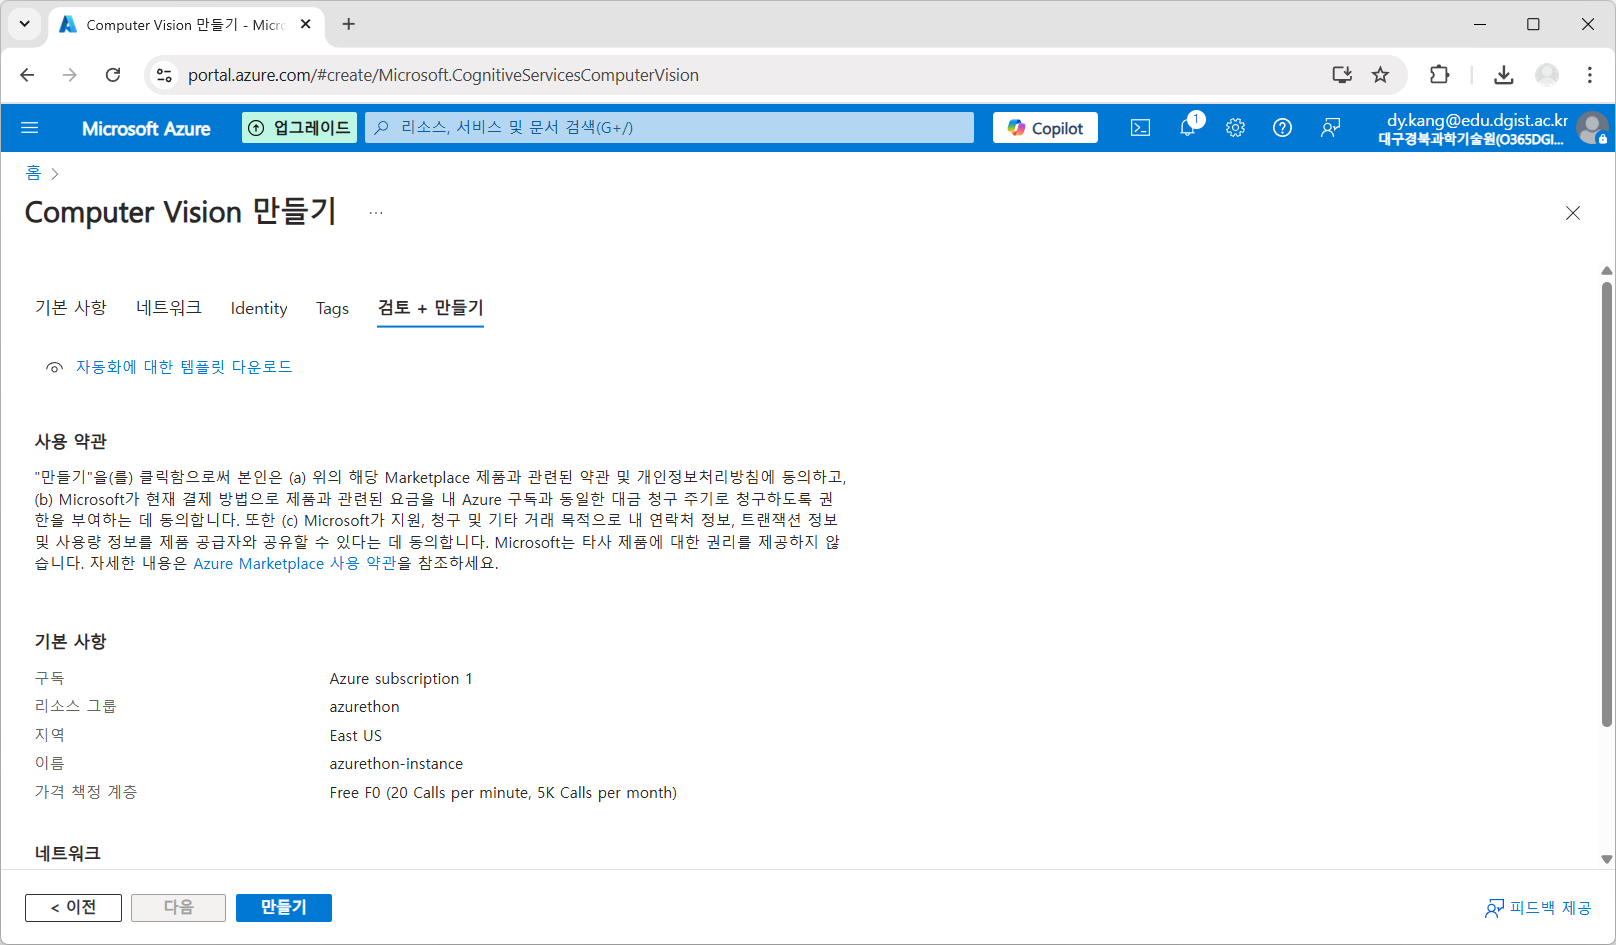 Computer Vision 만들기 - Micr
portal.azure.com/#create/Microsoft.CognitiveServicesComputerVision
Microsoft Azure
업그레이드
리소스, 서비스 및 문서 검색(G+/)
Copilot
1
dy.kang@edu.dgist.ac.kr
대구경북과학기술원(O365DGI...
홈
Computer Vision 만들기
...
기본 사항 네트워크 Identity Tags 검토 + 만들기
자동화에 대한 템플릿 다운로드
사용 약관
"만들기"을(를) 클릭함으로써 본인은 (a) 위의 해당 Marketplace 제품과 관련된 약관 및 개인정보처리방침에 동의하고,
(b) Microsoft가 현재 결제 방법으로 제품과 관련된 요금을 내 Azure 구독과 동일한 대금 청구 주기로 청구하도록 권
한을 부여하는 데 동의합니다. 또한 (c) Microsoft가 지원, 청구 및 기타 거래 목적으로 내 연락처 정보, 트랜잭션 정보
및 사용량 정보를 제품 공급자와 공유할 수 있다는 데 동의합니다. Microsoft는 타사 제품에 대한 권리를 제공하지 않
습니다. 자세한 내용은 Azure Marketplace 사용 약관을 참조하세요.
기본 사항
구독 Azure subscription 1
리소스 그룹 azurethon
지역 East US
이름 azurethon-instance
가격 책정 계층 Free F0 (20 Calls per minute, 5K Calls per month)
네트워크
< 이전 다음 만들기
피드백 제공